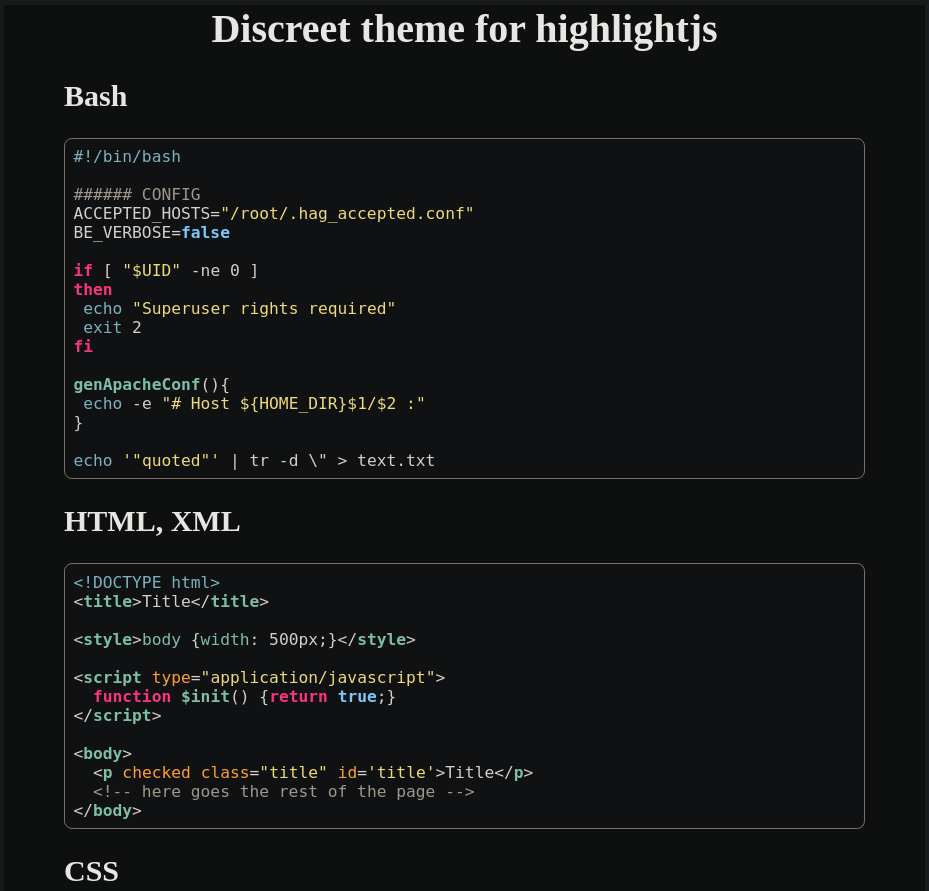 Discreet theme for highlightjs
Bash
#!/bin/bash
###### CONFIG
ACCEPTED_HOSTS="/root/.hag_accepted.conf"
BE_VERBOSE=false
if [ "$UID" -ne 0 ]
then
 echo "Superuser rights required"
 exit 2
fi
genApacheConf(){
 echo -e "# Host ${HOME_DIR}$1/$2 :"
}
echo '"quoted"' | tr -d \" > text.txt
HTML, XML
<!DOCTYPE html>
<title>Title</title>
<style>body {width: 500px;}</style>
<script type="application/javascript">
  function $init() {return true;}
</script>
<body>
  <p checked class="title" id='title'>Title</p>
  <!-- here goes the rest of the page -->
</body>
CSS